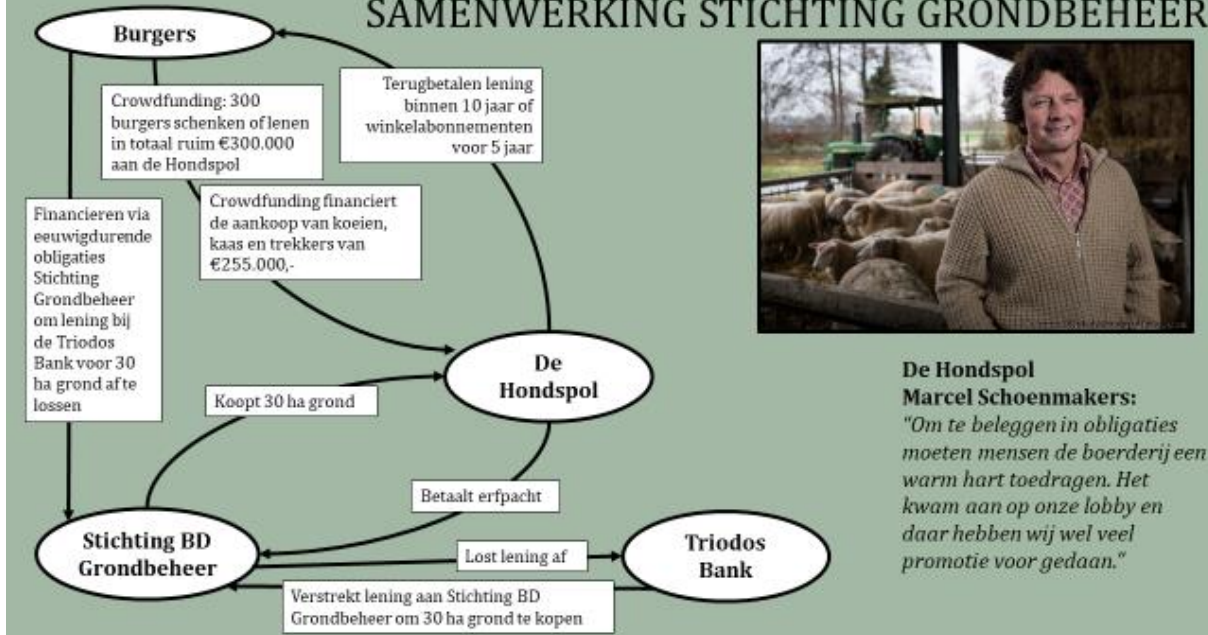 SAMENWERKING STICHTING GRONDBEHEER
Burgers
Crowdfunding: 300
burgers schenken of lenen
in totaal ruim €300.000
aan de Hondspol
Terugbetalen lening
binnen 10 jaar of
winkelabonnementen
voor 5 jaar
Crowdfunding financiert
de aankoop van koeien,
kaas en trekkers van
€255.000,-
Financieren via
eeuwigdurende
obligaties
Stichting
Grondbeheer
om lening bij
de Triodos
Bank voor 30
ha grond af te
lossen
De
Hondspol
Koopt 30 ha grond
Betaalt erfpacht
Stichting BD
Grondbeheer
Lost lening af
Triodos
Bank
Verstrekt lening aan Stichting BD
Grondbeheer om 30 ha grond te kopen
De Hondspol
Marcel Schoenmakers:
"Om te beleggen in obligaties
moeten mensen de boerderij een
warm hart toedragen. Het
kwam aan op onze lobby en
daar hebben wij wel veel
promotie voor gedaan."